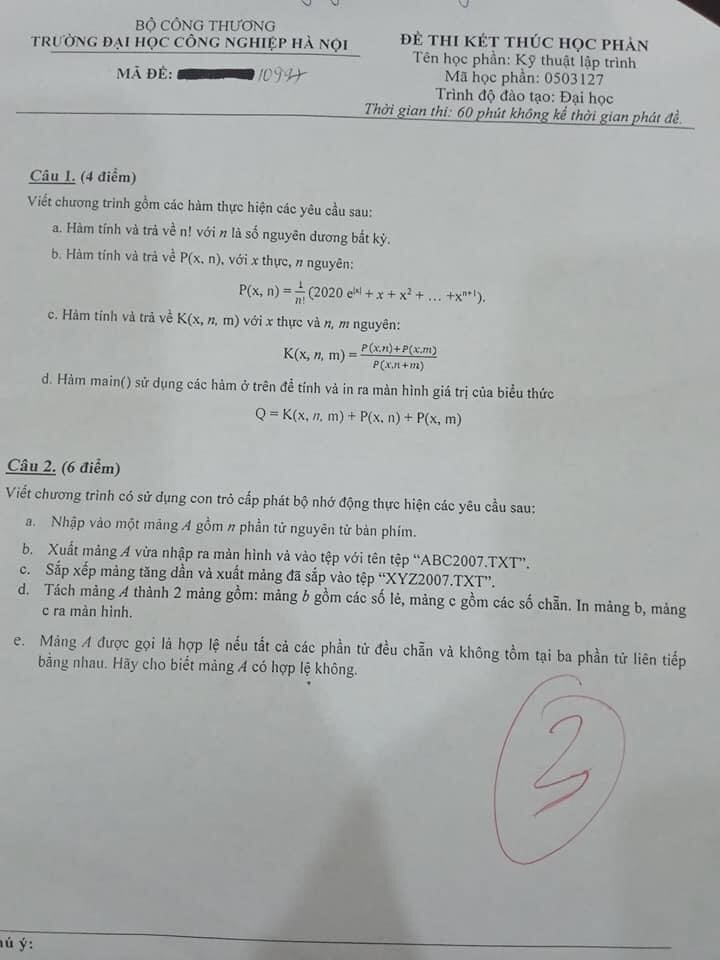 BỘ CÔNG THƯƠNG
TRƯỜNG ĐẠI HỌC CÔNG NGHIỆP HÀ NỘI
MÃ ĐỀ:
ĐỀ THI KẾT THÚC HỌC PHẦN
Tên học phần: Kỹ thuật lập trình
Mã học phần: 0503127
Trình độ đào tạo: Đại học
Thời gian thi: 60 phút không kể thời gian phát đề.
Câu 1. (4 điểm)
Viết chương trình gồm các hàm thực hiện các yêu cầu sau:
a. Hàm tính và trả về n! với n là số nguyên dương bất kỳ.
b. Hàm tính và trả về P(x, n), với x thực, n nguyên:
P(x, n) = 1/n! (2020 e^|x| + x + x² + … +xⁿ⁺¹).
c. Hàm tính và trả về K(x, n, m) với x thực và n, m nguyên:
K(x, n, m) = P(x,n)+P(x,m) / P(x,n+m)
d. Hàm main() sử dụng các hàm ở trên để tính và in ra màn hình giá trị của biểu thức
Q = K(x, n, m) + P(x, n) + P(x, m)
Câu 2. (6 điểm)
Viết chương trình có sử dụng con trỏ cấp phát bộ nhớ động thực hiện các yêu cầu sau:
a. Nhập vào một mảng A gồm n phần tử nguyên từ bàn phím.
b. Xuất mảng A vừa nhập ra màn hình và vào tệp với tên tệp “ABC2007.TXT”.
c. Sắp xếp mảng tăng dần và xuất mảng đã sắp vào tệp “XYZ2007.TXT”.
d. Tách mảng A thành 2 mảng gồm: mảng b gồm các số lẻ, mảng c gồm các số chẵn. In mảng b, mảng
c ra màn hình.
e. Mảng A được gọi là hợp lệ nếu tất cả các phần tử đều chẵn và không tồn tại ba phần tử liên tiếp
bằng nhau. Hãy cho biết mảng A có hợp lệ không.
ý: